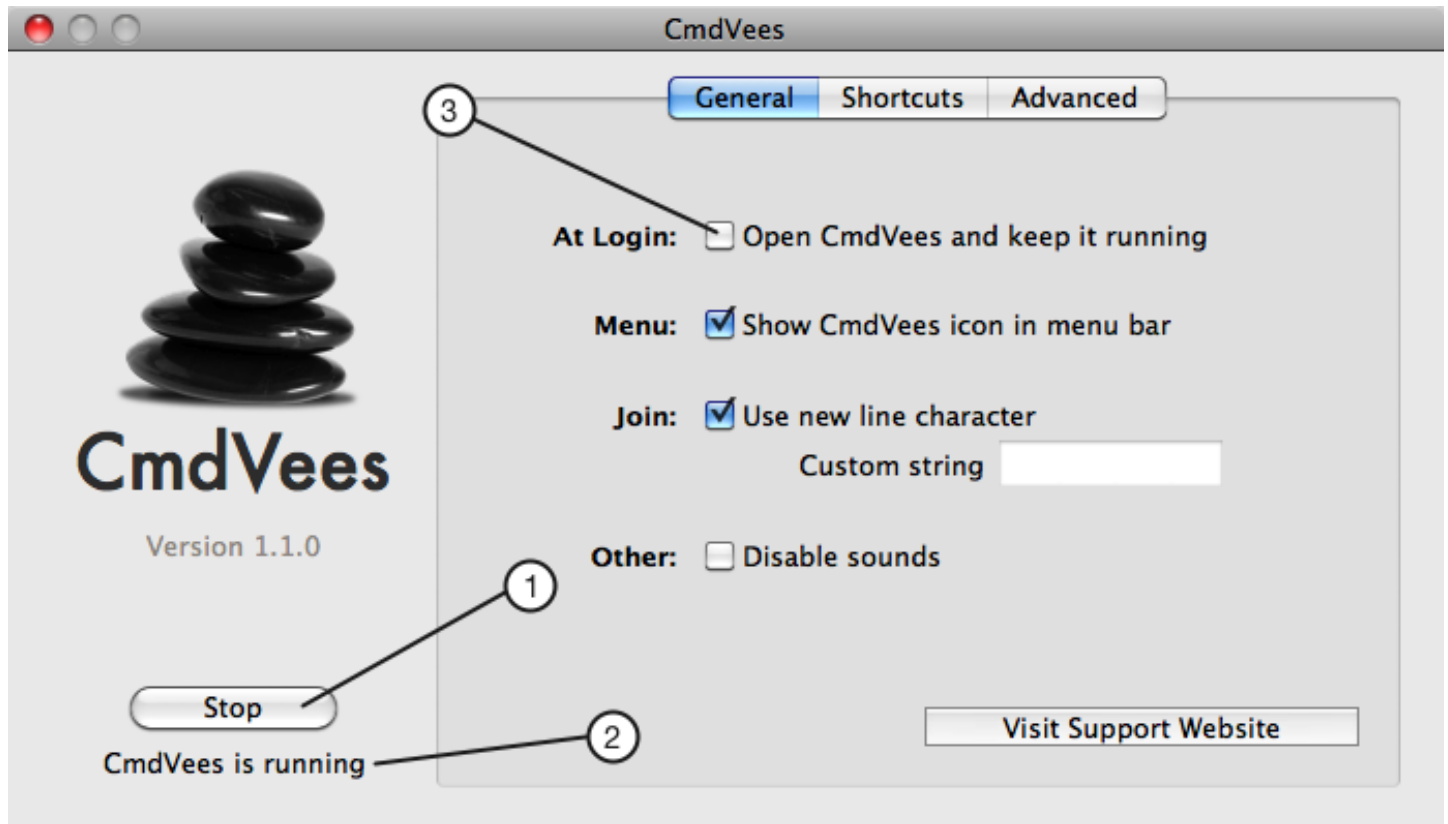 CmdVees
General Shortcuts Advanced
3
At Login: Open CmdVees and keep it running
Menu: Show CmdVees icon in menu bar
Join: Use new line character
Custom string
CmdVees
Version 1.1.0
Other: Disable sounds
1
Stop
2
Visit Support Website
CmdVees is running